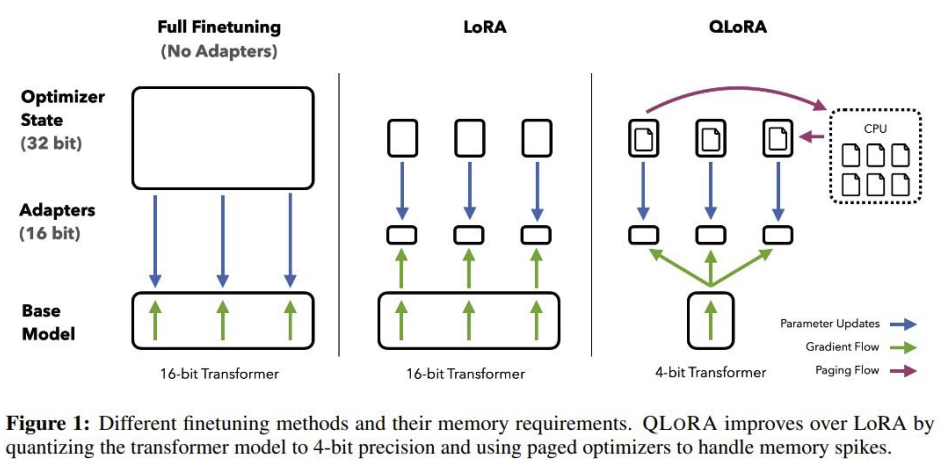 Full Finetuning
(No Adapters)
LoRA
QLoRA
Optimizer
State
(32 bit)
CPU
Adapters
(16 bit)
Base
Model
Parameter Updates
Gradient Flow
Paging Flow
16-bit Transformer
16-bit Transformer
4-bit Transformer
Figure 1: Different finetuning methods and their memory requirements. QLORA improves over LoRA by
quantizing the transformer model to 4-bit precision and using paged optimizers to handle memory spikes.